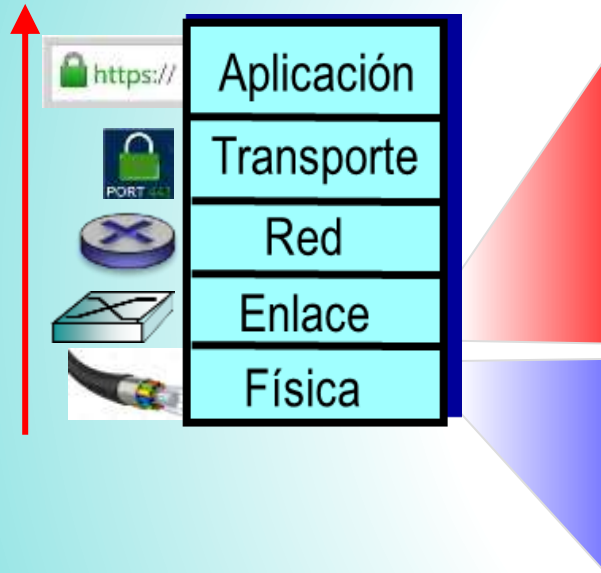 https://
Aplicación
PORT 443
Transporte
Red
Enlace
Física